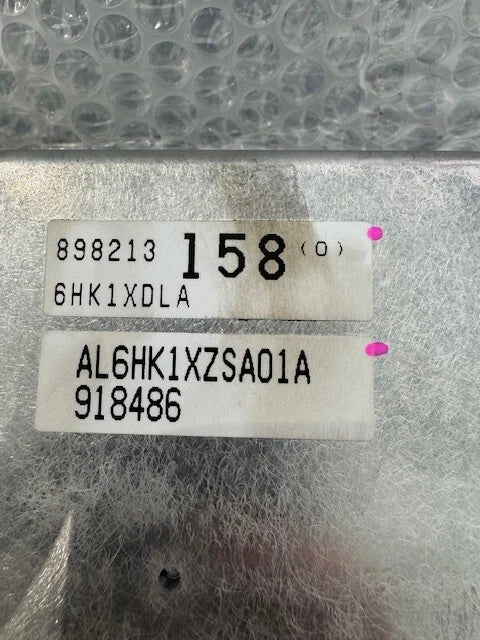 898213 158 (0)
6HK1XDLA
AL6HK1XZSA01A
918486